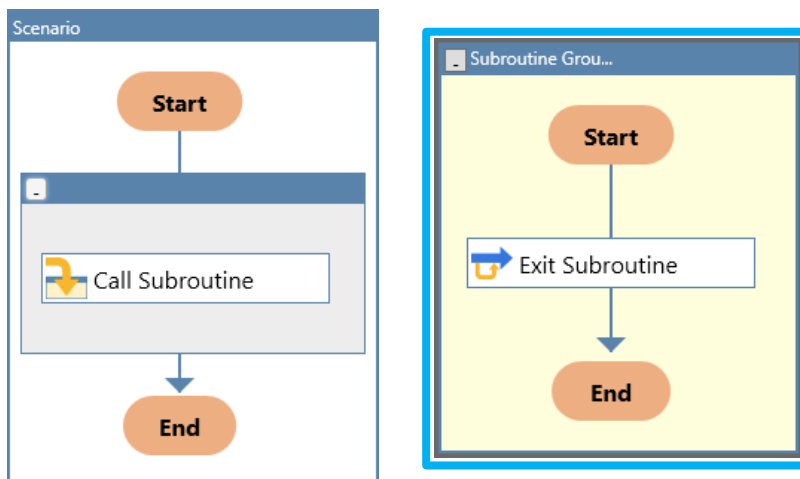 Scenario
Start
Call Subroutine
End
Subroutine Grou...
Start
Exit Subroutine
End